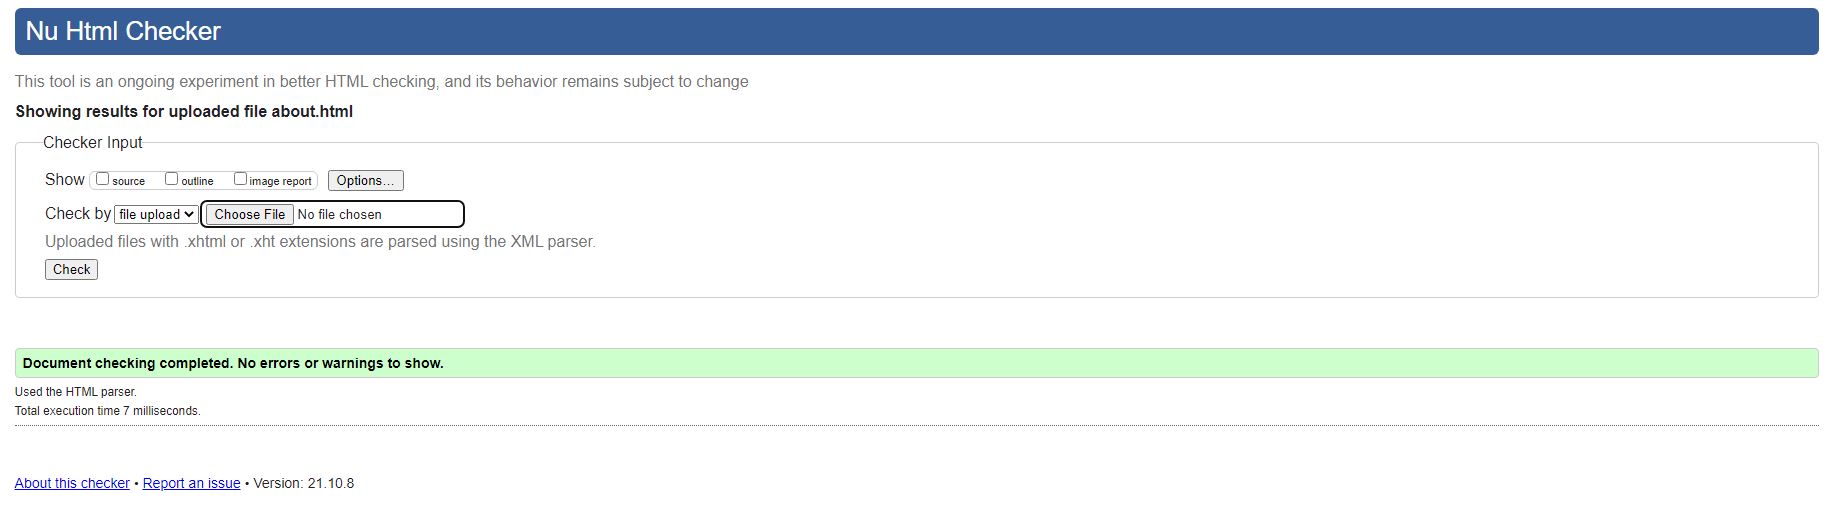 Nu Html Checker
This tool is an ongoing experiment in better HTML checking, and its behavior remains subject to change
Showing results for uploaded file about.html
Checker Input
Show source outline image report Options...
Check by file upload Choose File No file chosen
Uploaded files with .xhtml or .xht extensions are parsed using the XML parser.
Check
Document checking completed. No errors or warnings to show.
Used the HTML parser.
Total execution time 7 milliseconds.
About this checker • Report an issue • Version: 21.10.8